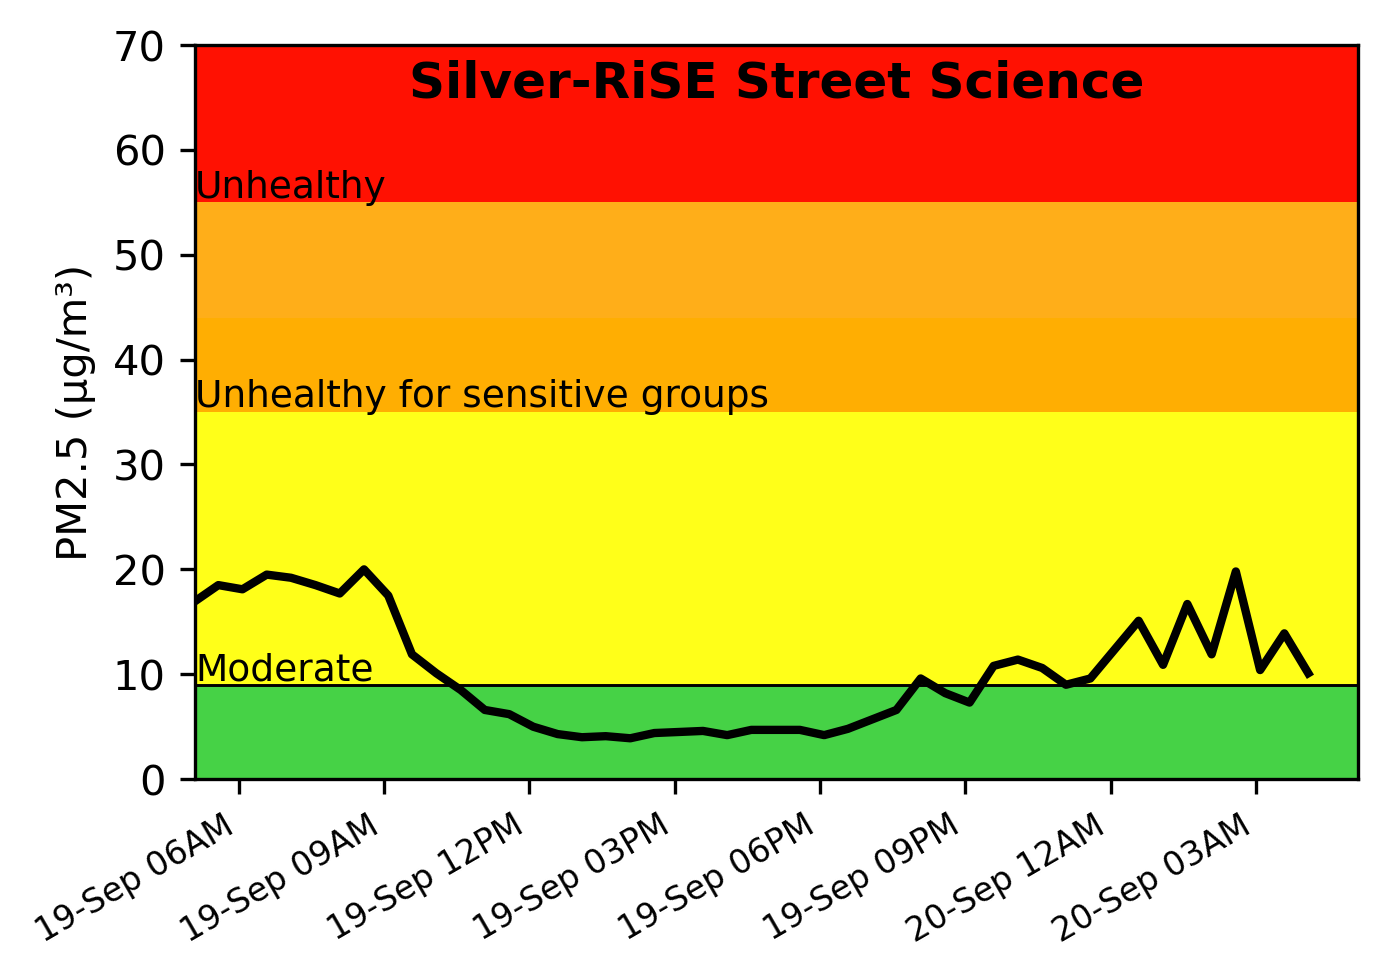 Silver-RiSE Street Science
PM2.5 (µg/m³)
70
60
50
40
30
20
10
0
Unhealthy
Unhealthy for sensitive groups
Moderate
19-Sep 06AM
19-Sep 09AM
19-Sep 12PM
19-Sep 03PM
19-Sep 06PM
19-Sep 09PM
20-Sep 12AM
20-Sep 03AM